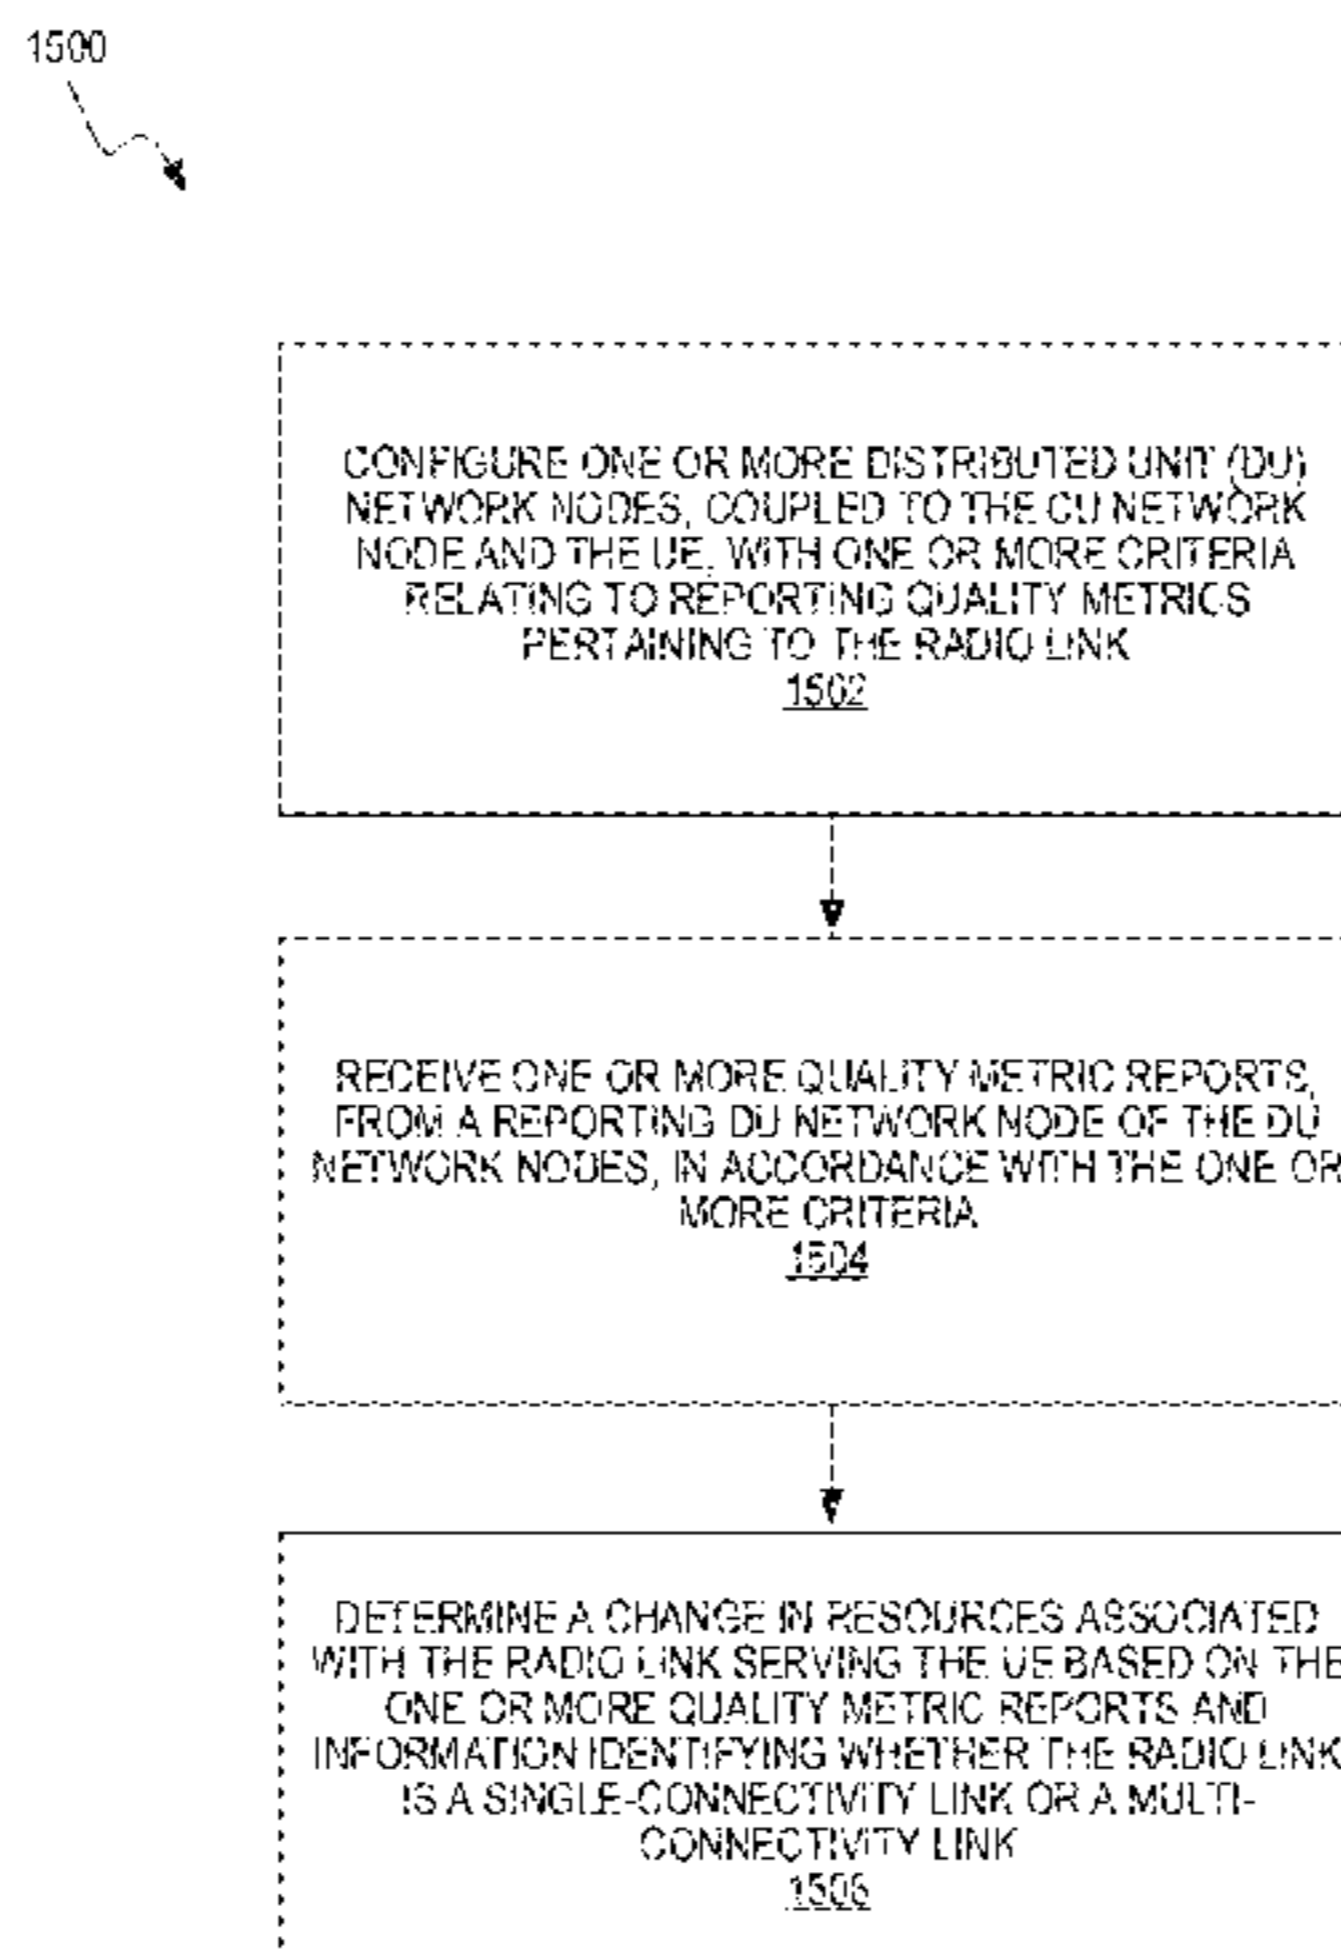 1500
CONFIGURE ONE OR MORE DISTRIBUTED UNIT (DU)
NETWORK NODES, COUPLED TO THE CU NETWORK
NODE AND THE UE, WITH ONE OR MORE CRITERIA
RELATING TO REPORTING QUALITY METRICS
PERTAINING TO THE RADIO LINK
1502
RECEIVE ONE OR MORE QUALITY METRIC REPORTS,
FROM A REPORTING DU NETWORK NODE OF THE DU
NETWORK NODES, IN ACCORDANCE WITH THE ONE OR
MORE CRITERIA
1504
DETERMINE A CHANGE IN RESOURCES ASSOCIATED
WITH THE RADIO LINK SERVING THE UE BASED ON THE
ONE OR MORE QUALITY METRIC REPORTS AND
INFORMATION IDENTIFYING WHETHER THE RADIO LINK
IS A SINGLE-CONNECTIVITY LINK OR A MULTI-
CONNECTIVITY LINK
1506